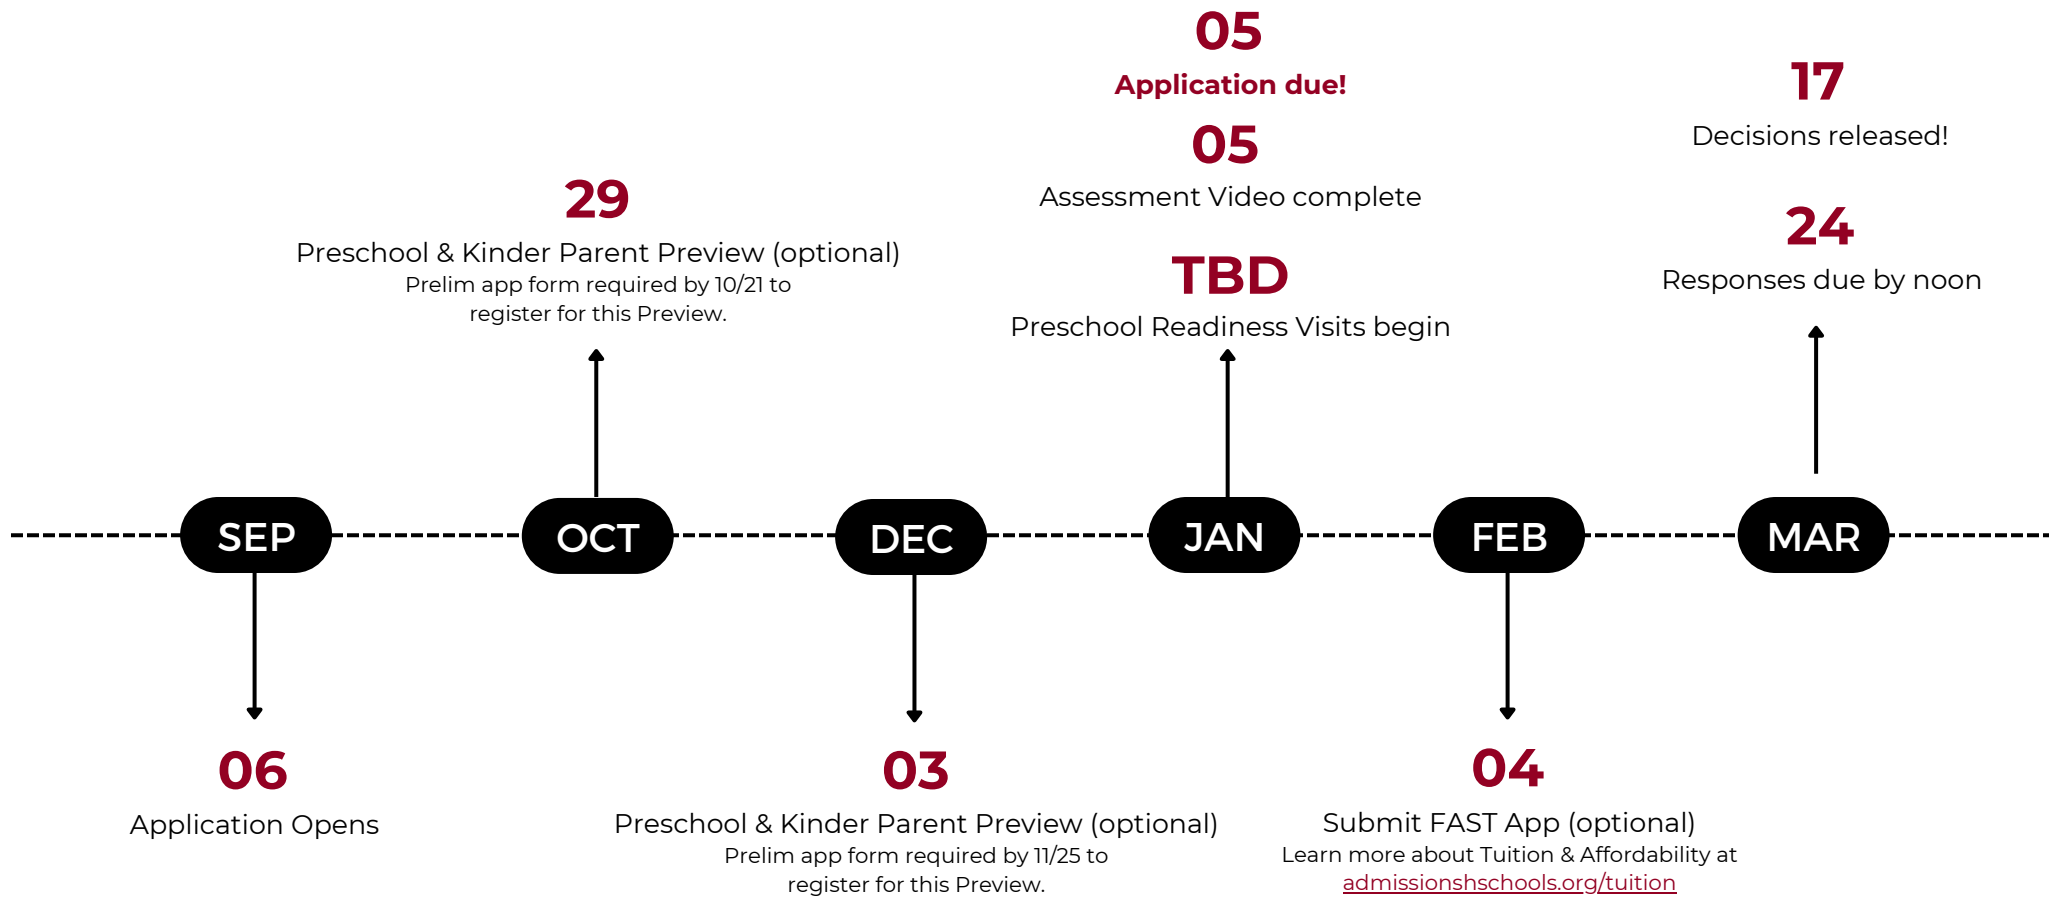 05
Application due!
05
Assessment Video complete
TBD
Preschool Readiness Visits begin
17
Decisions released!
24
Responses due by noon
29
Preschool & Kinder Parent Preview (optional)
Prelim app form required by 10/21 to
register for this Preview.
SEP
OCT
DEC
JAN
FEB
MAR
06
Application Opens
03
Preschool & Kinder Parent Preview (optional)
Prelim app form required by 11/25 to
register for this Preview.
04
Submit FAST App (optional)
Learn more about Tuition & Affordability at
admissionshschools.org/tuition